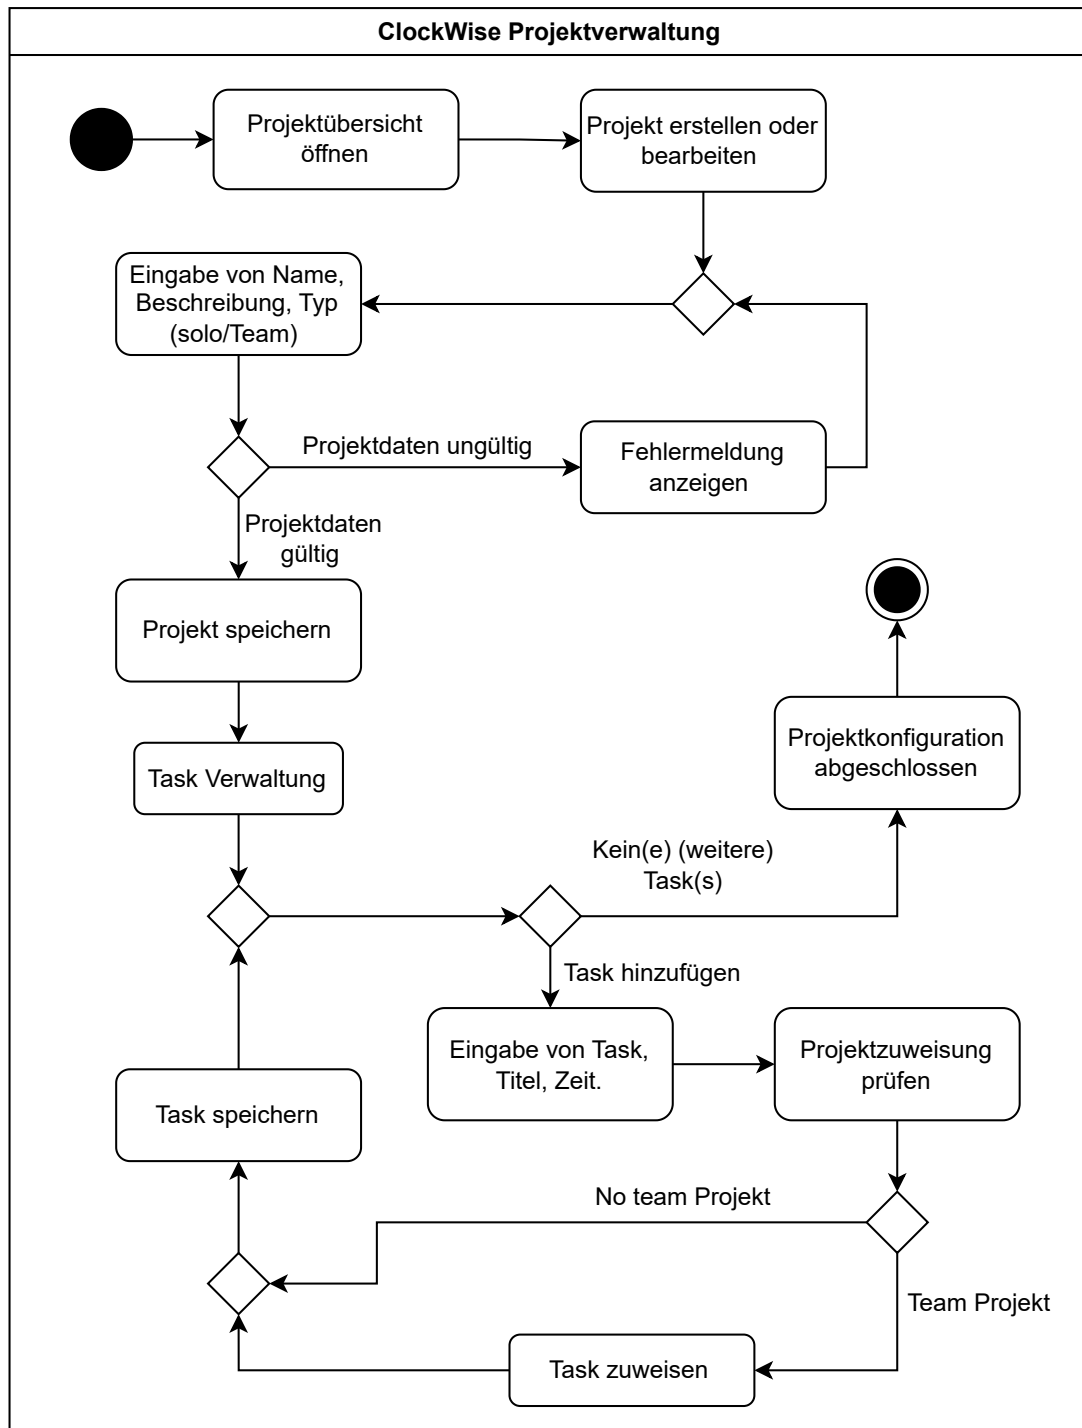 ClockWise Projektverwaltung
Projektübersicht
öffnen
Projekt erstellen oder
bearbeiten
Eingabe von Name,
Beschreibung, Typ
(solo/Team)
Projektdaten ungültig
Fehlermeldung
anzeigen
Projektdaten
gültig
Projekt speichern
Projektkonfiguration
abgeschlossen
Task Verwaltung
Kein(e) (weitere)
Task(s)
Task hinzufügen
Eingabe von Task,
Titel, Zeit.
Projektzuweisung
prüfen
Task speichern
No team Projekt
Team Projekt
Task zuweisen